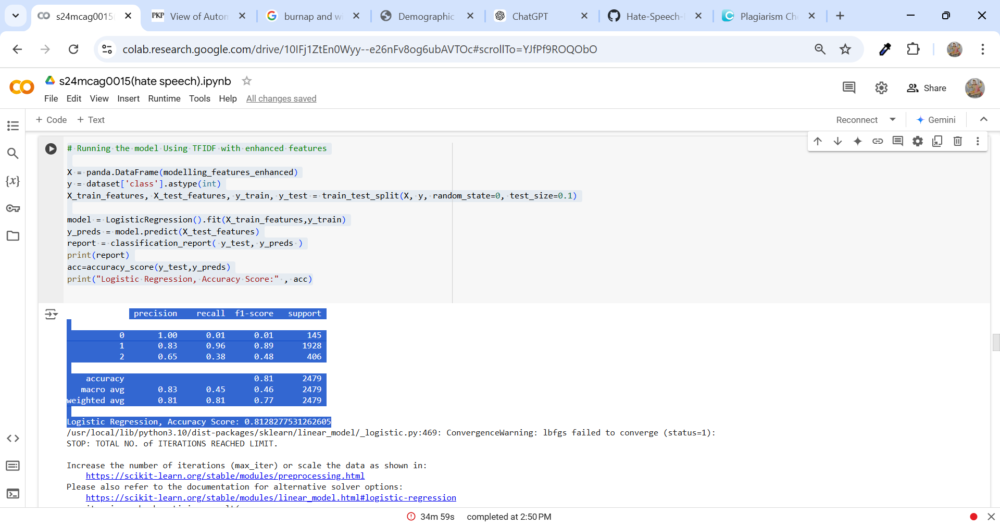 s24mcag0015(
PKP View of Autom
burnap and wi
Demographic
ChatGPT
Hate-Speech-
Plagiarism Ch
colab.research.google.com/drive/10IFj1ZtEn0Wyy--e26nFv8og6ubAVTOc#scrollTo=YJfPf9ROQObO
s24mcag0015(hate speech).ipynb
File Edit View Insert Runtime Tools Help All changes saved
Share
+ Code + Text
Reconnect
Gemini
# Running the model Using TFIDF with enhanced features
X = panda.DataFrame(modelling_features_enhanced)
y = dataset['class'].astype(int)
X_train_features, X_test_features, y_train, y_test = train_test_split(X, y, random_state=0, test_size=0.1)
model = LogisticRegression().fit(X_train_features,y_train)
y_preds = model.predict(X_test_features)
report = classification_report( y_test, y_preds )
print(report)
acc=accuracy_score(y_test,y_preds)
print("Logistic Regression, Accuracy Score:" , acc)
precision recall f1-score support
0 1.00 0.01 0.01 145
1 0.83 0.96 0.89 1928
2 0.65 0.38 0.48 406
accuracy 0.81 2479
macro avg 0.83 0.45 0.46 2479
weighted avg 0.81 0.81 0.77 2479
Logistic Regression, Accuracy Score: 0.8128277531262605
/usr/local/lib/python3.10/dist-packages/sklearn/linear_model/_logistic.py:469: ConvergenceWarning: lbfgs failed to converge (status=1):
STOP: TOTAL NO. of ITERATIONS REACHED LIMIT.
Increase the number of iterations (max_iter) or scale the data as shown in:
https://scikit-learn.org/stable/modules/preprocessing.html
Please also refer to the documentation for alternative solver options:
https://scikit-learn.org/stable/modules/linear_model.html#logistic-regression
34m 59s completed at 2:50 PM